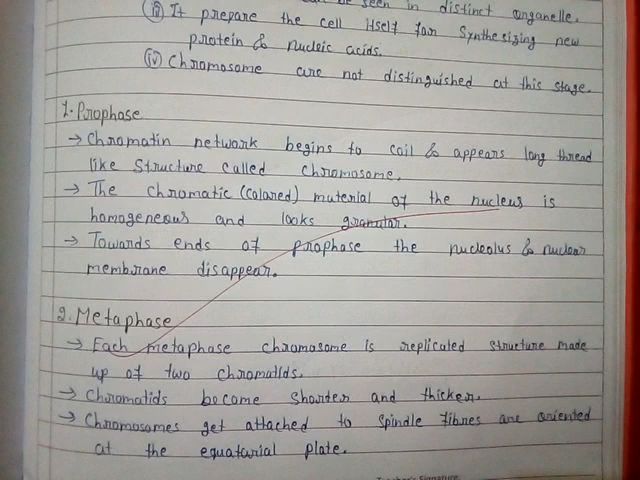 be seen in distinct organelle.
(ii) It prepare the cell itself for synthesizing new
protein & nucleic acids.
(iv) Chromosome are not distinguished at this stage.
1. Prophase
→ Chromatin network begins to coil & appears long thread
like structure called chromosome.
→ The chromatic (colored) material of the nucleus is
homogeneous and looks granular.
→ Towards ends of prophase the nucleolus & nuclear
membrane disappear.
2. Metaphase
→ Each metaphase chromosome is replicated structure made
up of two chromatids.
→ Chromatids become shorter and thicker.
→ Chromosomes get attached to spindle fibres are oriented
at the equatarial plate.
Teacher's Signature